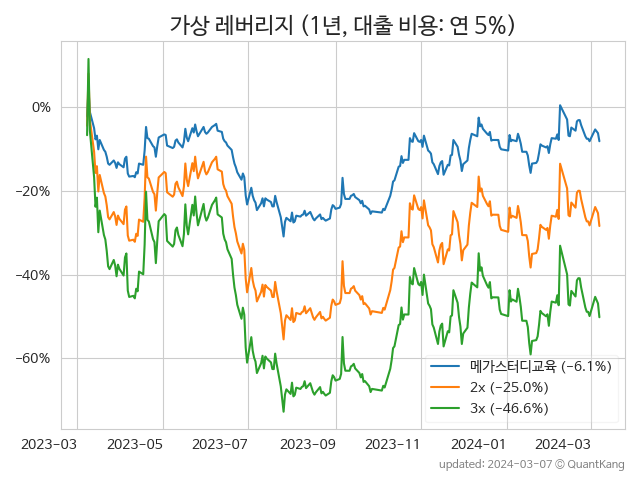 가상 레버리지 (1년, 대출 비용: 연 5%)
0%
−20%
−40%
−60%
메가스터디교육 (−6.1%)
2x (−25.0%)
3x (−46.6%)
2023−03 2023−05 2023−07 2023−09 2023−11 2024−01 2024−03
updated: 2024−03−07 © QuantKang